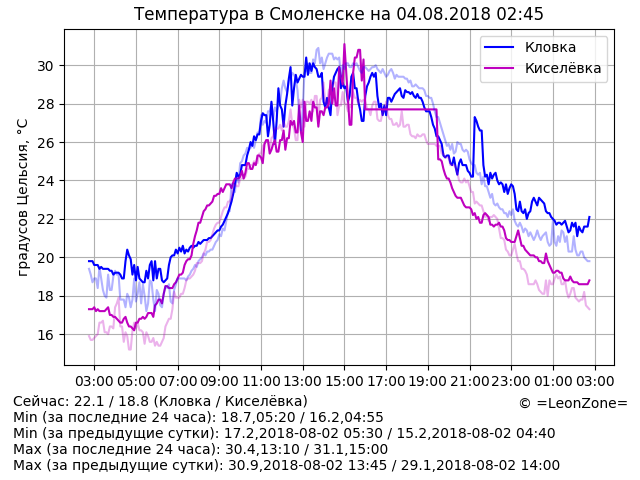 Температура в Смоленске на 04.08.2018 02:45
Кловка
Киселёвка
градусов Цельсия, °C
30
28
26
24
22
20
18
16
03:00 05:00 07:00 09:00 11:00 13:00 15:00 17:00 19:00 21:00 23:00 01:00 03:00
Сейчас: 22.1 / 18.8 (Кловка / Киселёвка)
© =LeonZone=
Min (за последние 24 часа): 18.7,05:20 / 16.2,04:55
Min (за предыдущие сутки): 17.2,2018-08-02 05:30 / 15.2,2018-08-02 04:40
Max (за последние 24 часа): 30.4,13:10 / 31.1,15:00
Max (за предыдущие сутки): 30.9,2018-08-02 13:45 / 29.1,2018-08-02 14:00